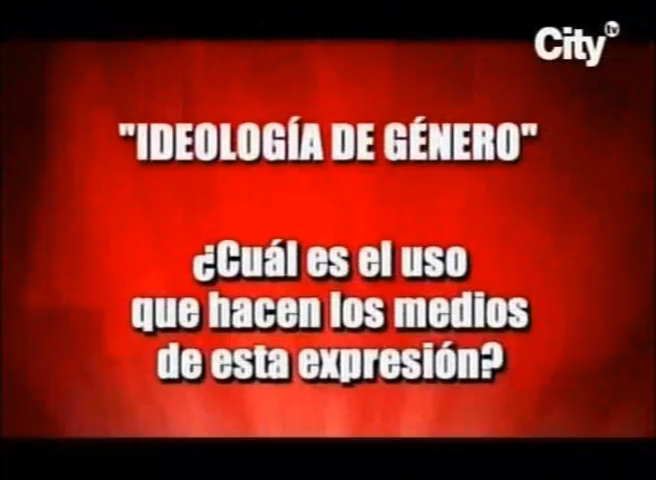 City tv
"IDEOLOGÍA DE GÉNERO"
¿Cuál es el uso
que hacen los medios
de esta expresión?